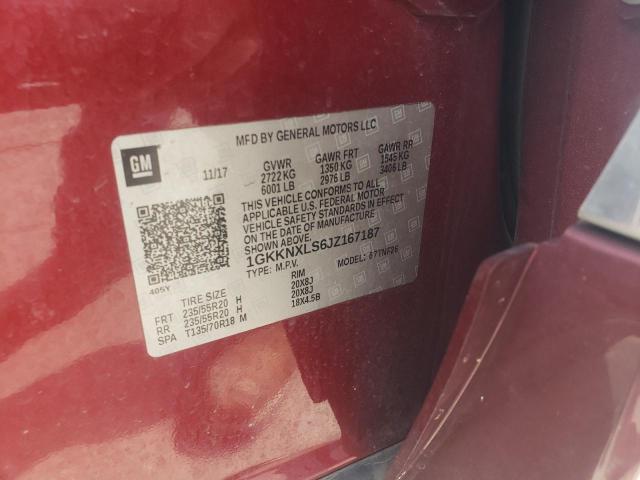 MFD BY GENERAL MOTORS LLC
GM
11/17 GVWR GAWR FRT GAWR RR
2722 KG 1350 KG 1545 KG
6001 LB 2976 LB 3406 LB
THIS VEHICLE CONFORMS TO ALL
APPLICABLE U.S. FEDERAL MOTOR
VEHICLE SAFETY STANDARDS IN EFFECT
ON THE DATE OF MANUFACTURE
SHOWN ABOVE.
1GKKNXLS6JZ167187
405Y TYPE: M.P.V. MODEL: 6TTNF26
TIRE SIZE RIM
FRT 235/55R20 H 20X8J
RR 235/55R20 H 20X8J
SPA T135/70R18 M 18X4.5B